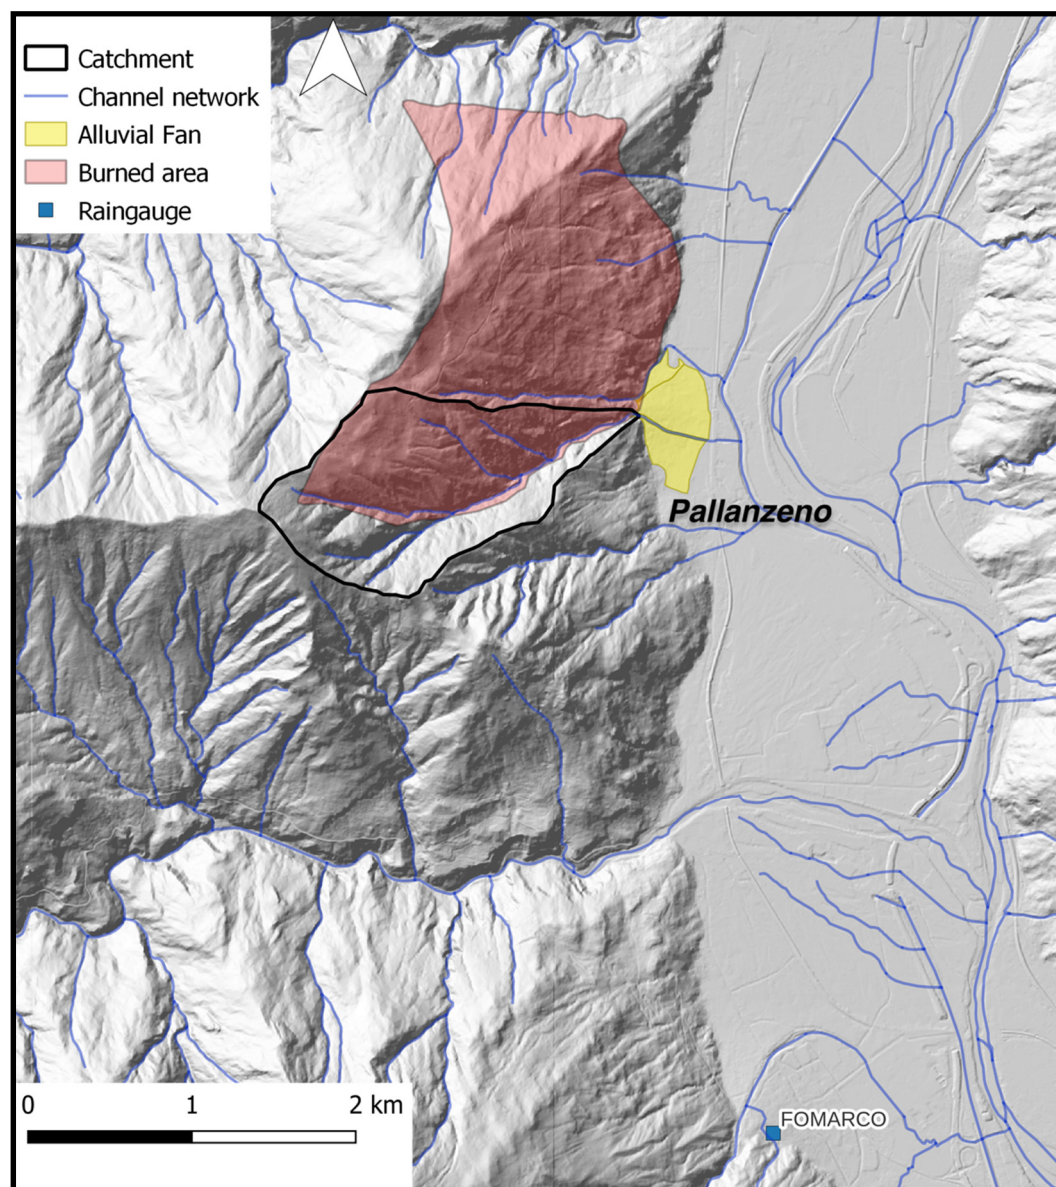 Catchment
Channel network
Alluvial Fan
Burned area
Raingauge
Pallanzeno
0 1 2 km
FOMARCO